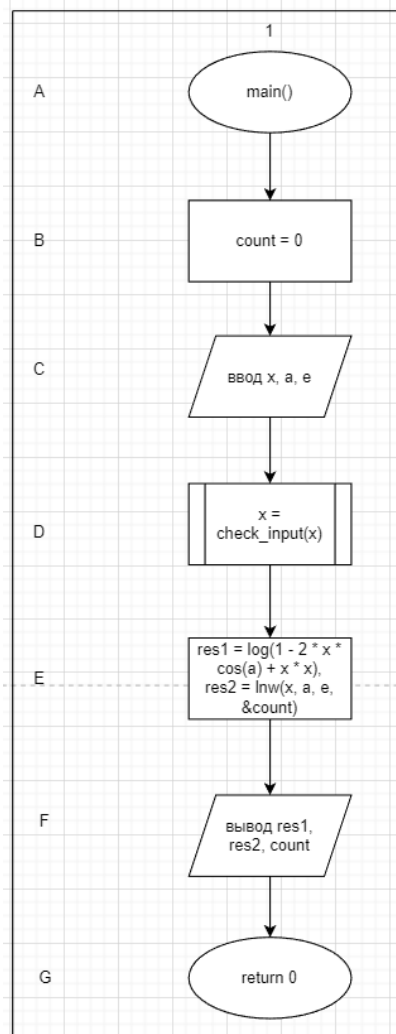 1
A
main()
B
count = 0
C
ввод x, a, e
D
x =
check_input(x)
E
res1 = log(1 - 2 * x *
cos(a) + x * x),
res2 = lnw(x, a, e,
&count)
F
вывод res1,
res2, count
G
return 0